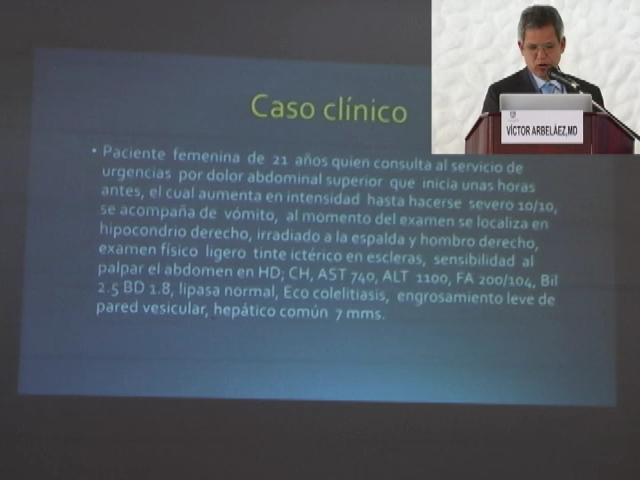 Caso clínico
VÍCTOR ARBELÁEZ,MD
• Paciente femenina de 21 años quien consulta al servicio de
urgencias por dolor abdominal superior que inicia unas horas
antes, el cual aumenta en intensidad hasta hacerse severo 10/10,
se acompaña de vómito, al momento del examen se localiza en
hipocondrio derecho, irradiado a la espalda y hombro derecho,
examen físico ligero tinte ictérico en escleras, sensibilidad al
palpar el abdomen en HD; CH, AST 740, ALT 1100, FA 200/104, Bil
2.5 BD 1.8, lipasa normal, Eco colelitiasis, engrosamiento leve de
pared vesicular, hepático común 7 mms.